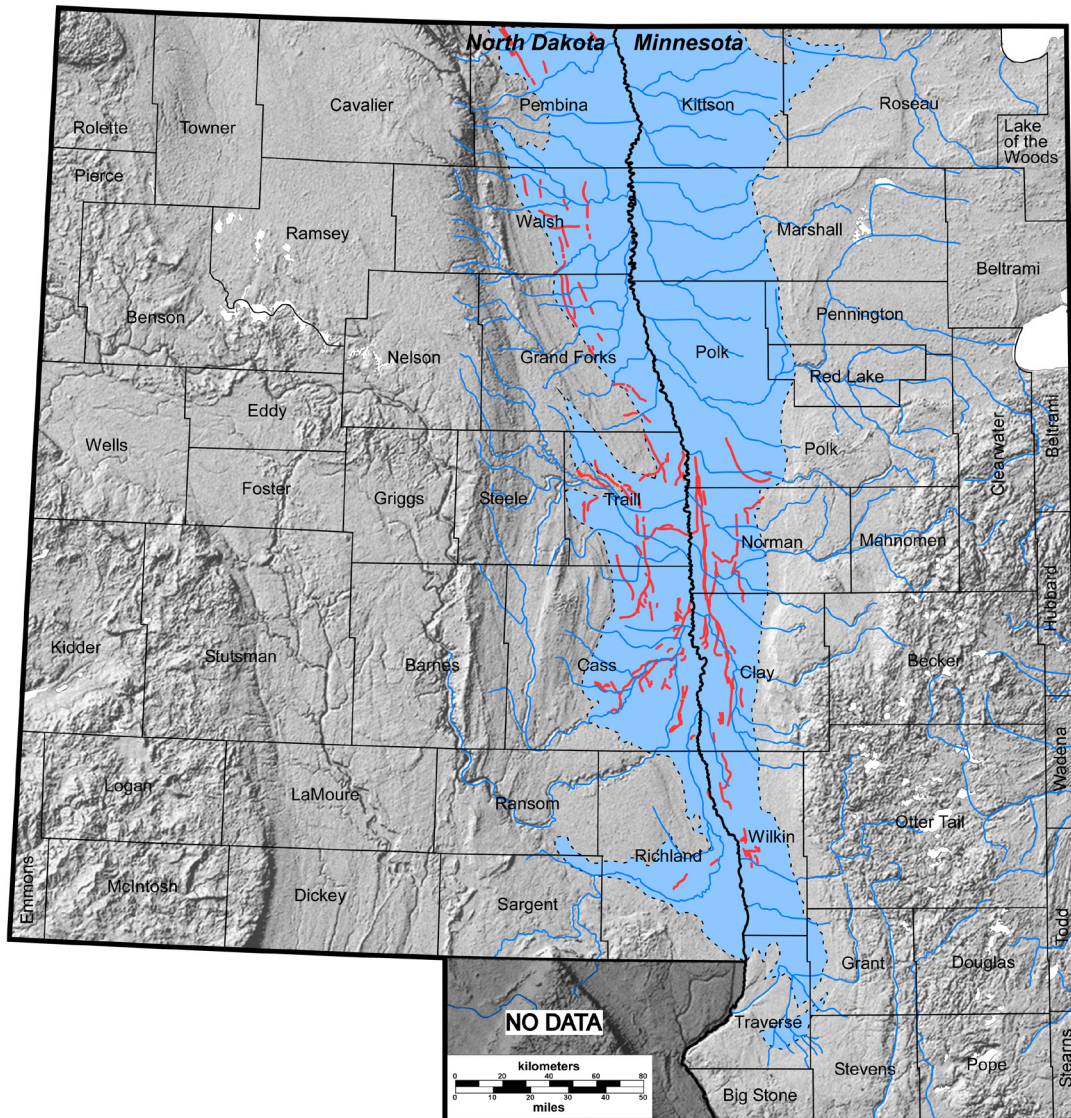 North Dakota Minnesota
Cavalier
Pembina
Kittson
Roseau
Rolette
Towner
Lake
of the
Woods
Pierce
Walsh
Marshall
Ramsey
Beltrami
Benson
Pennington
Nelson
Grand Forks
Polk
Red Lake
Eddy
Wells
Clearwater
Beltrami
Polk
Foster
Griggs
Steele
Traill
Norman
Mahnomen
Hubbard
Kidder
Stutsman
Barnes
Cass
Clay
Becker
Wadena
Logan
LaMoure
Ransom
Otter Tail
Wilkin
Richland
McIntosh
Emmons
Dickey
Sargent
Todd
Grant
Douglas
NO DATA
Traverse
Stevens
Pope
Stearns
Big Stone
kilometers
0 20 40 60 80
0 10 20 30 40 50
miles